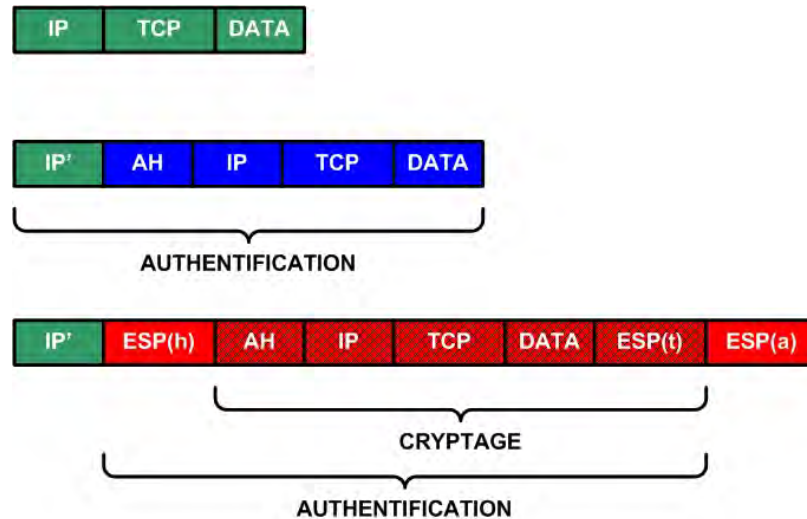 IP TCP DATA
IP' AH IP TCP DATA
AUTHENTIFICATION
IP' ESP(h) AH IP TCP DATA ESP(t) ESP(a)
CRYPTAGE
AUTHENTIFICATION